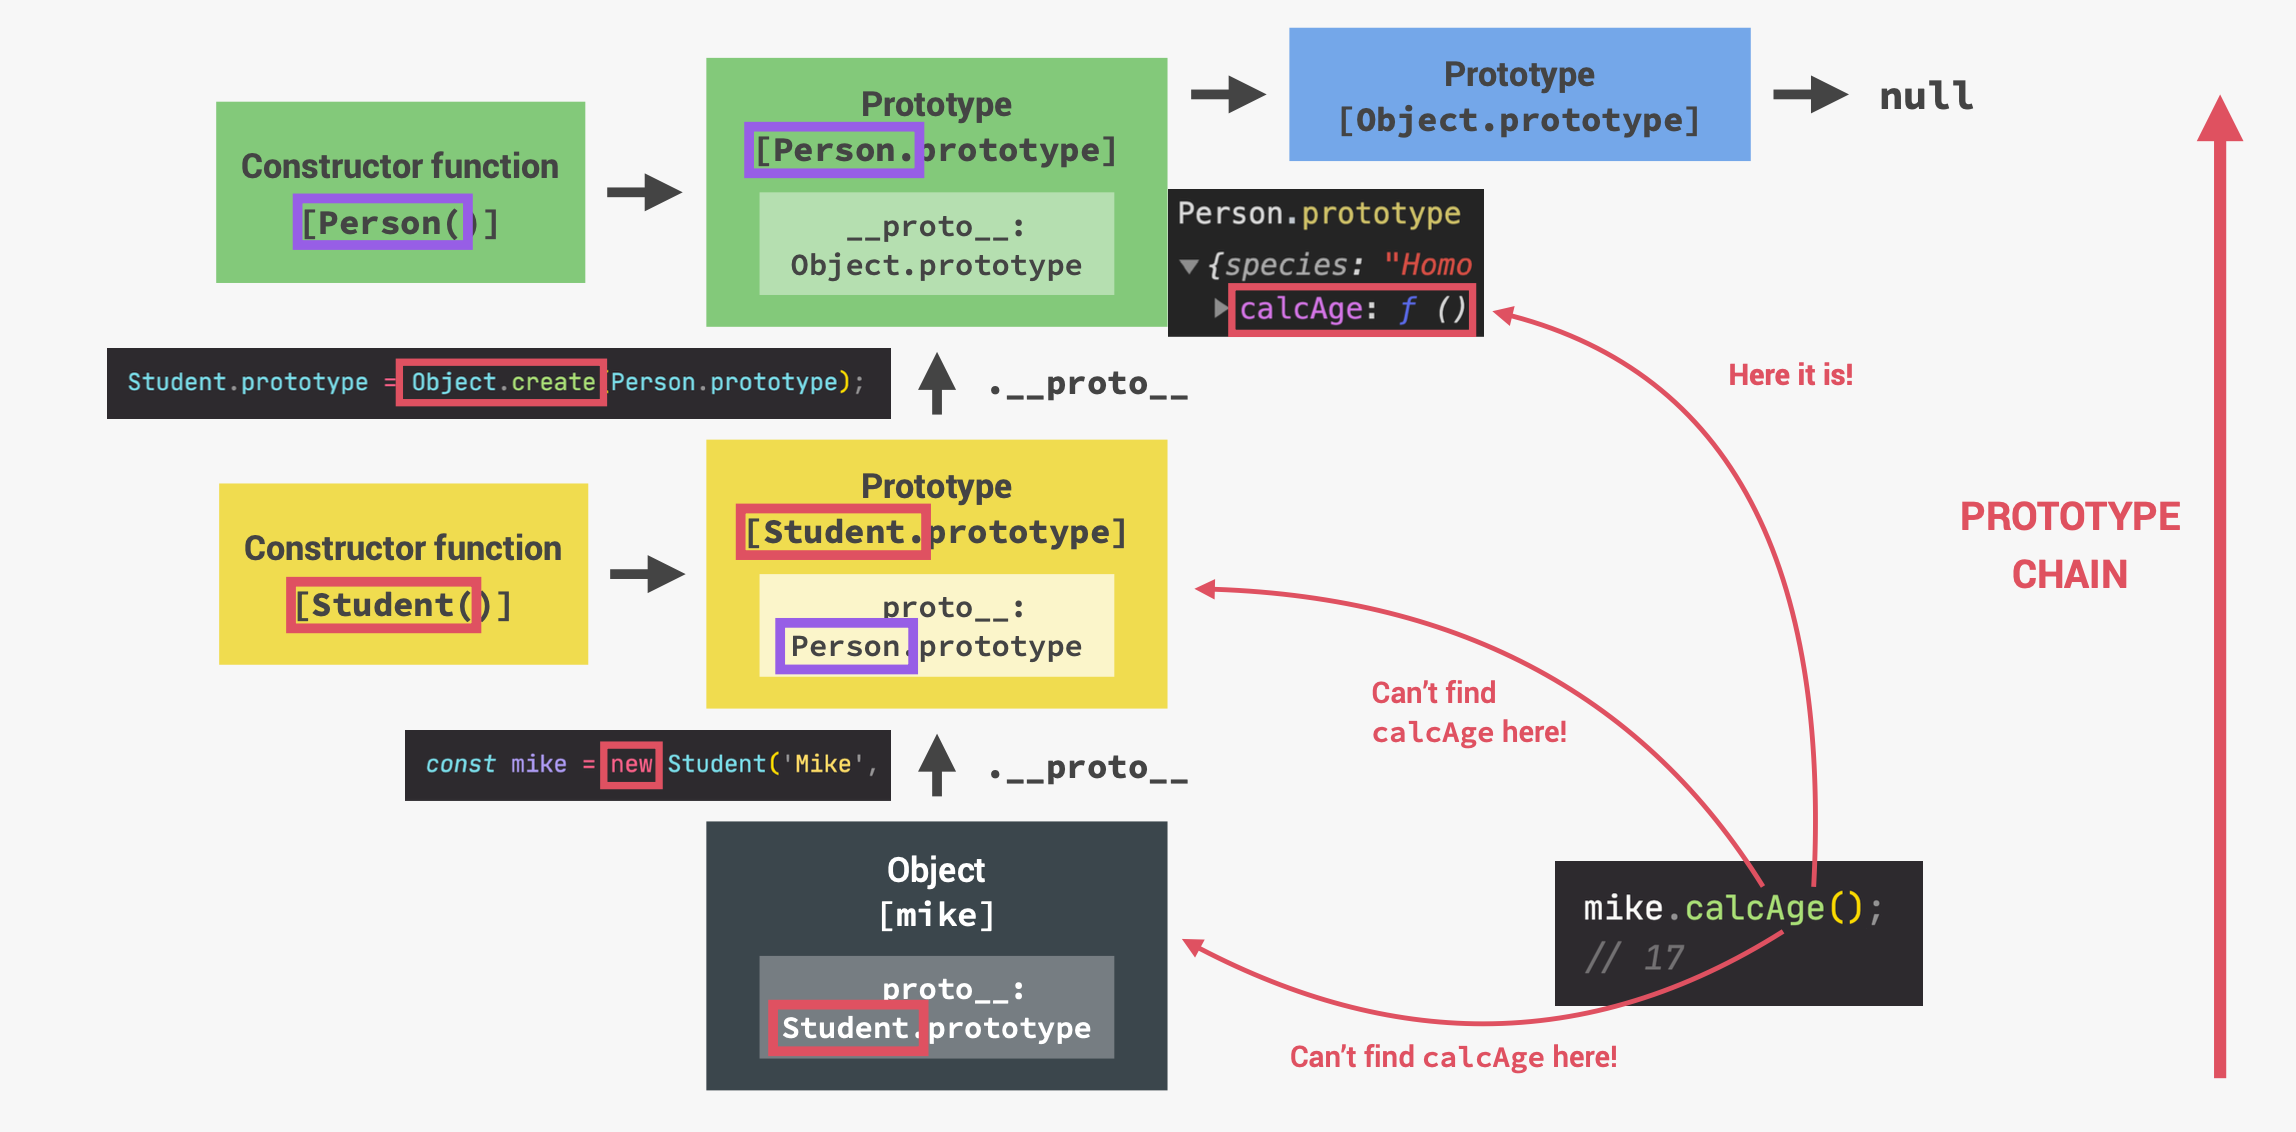 Prototype
[Object.prototype]
null
Prototype
[Person.prototype]
__proto__:
Object.prototype
Constructor function
[Person()]
Person.prototype
{species: "Homo
calcAge: ƒ ()
Here it is!
Student.prototype = Object.create(Person.prototype);
.__proto__
Prototype
[Student.prototype]
proto__:
Person.prototype
Constructor function
[Student()]
PROTOTYPE
CHAIN
Can’t find
calcAge here!
const mike = new Student('Mike',
.__proto__
Object
[mike]
proto__:
Student.prototype
mike.calcAge();
// 17
Can’t find calcAge here!